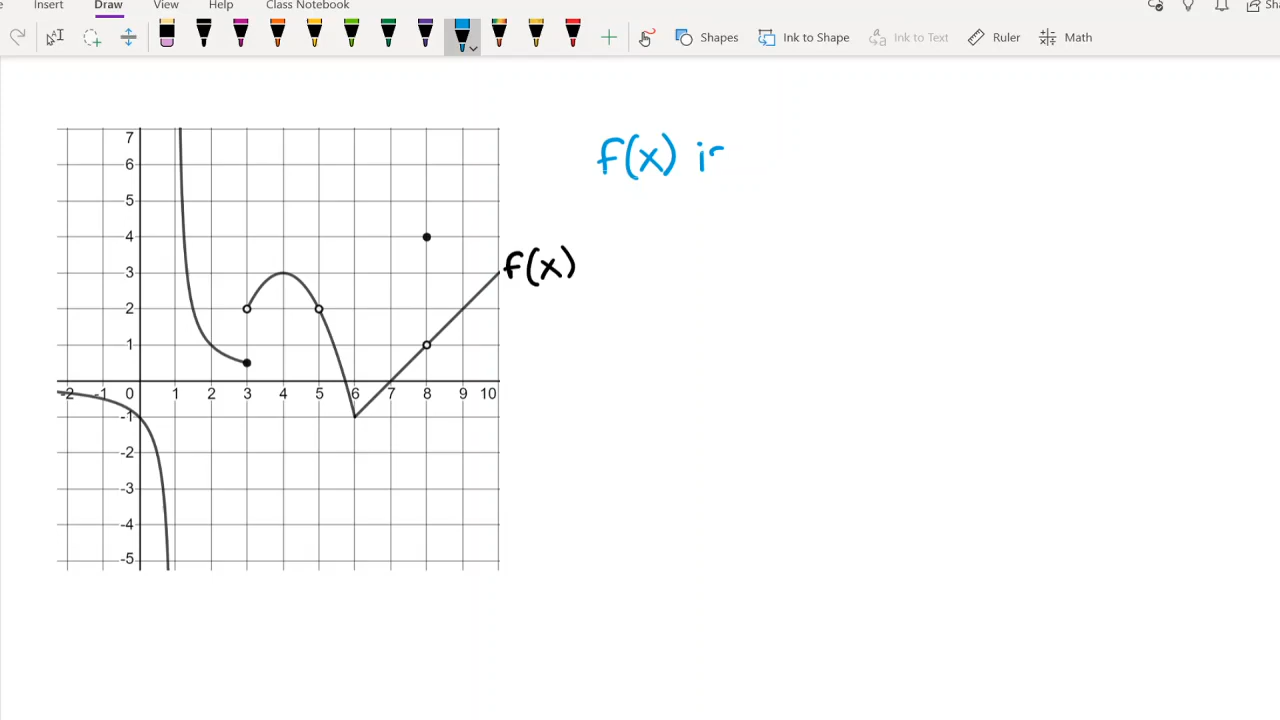 Insert Draw View Help Class Notebook
Shapes Ink to Shape Ink to Text Ruler Math
f(x)
f(x)
7
6
5
4
3
2
1
-2 -1 0 1 2 3 4 5 6 7 8 9 10
-1
-2
-3
-4
-5